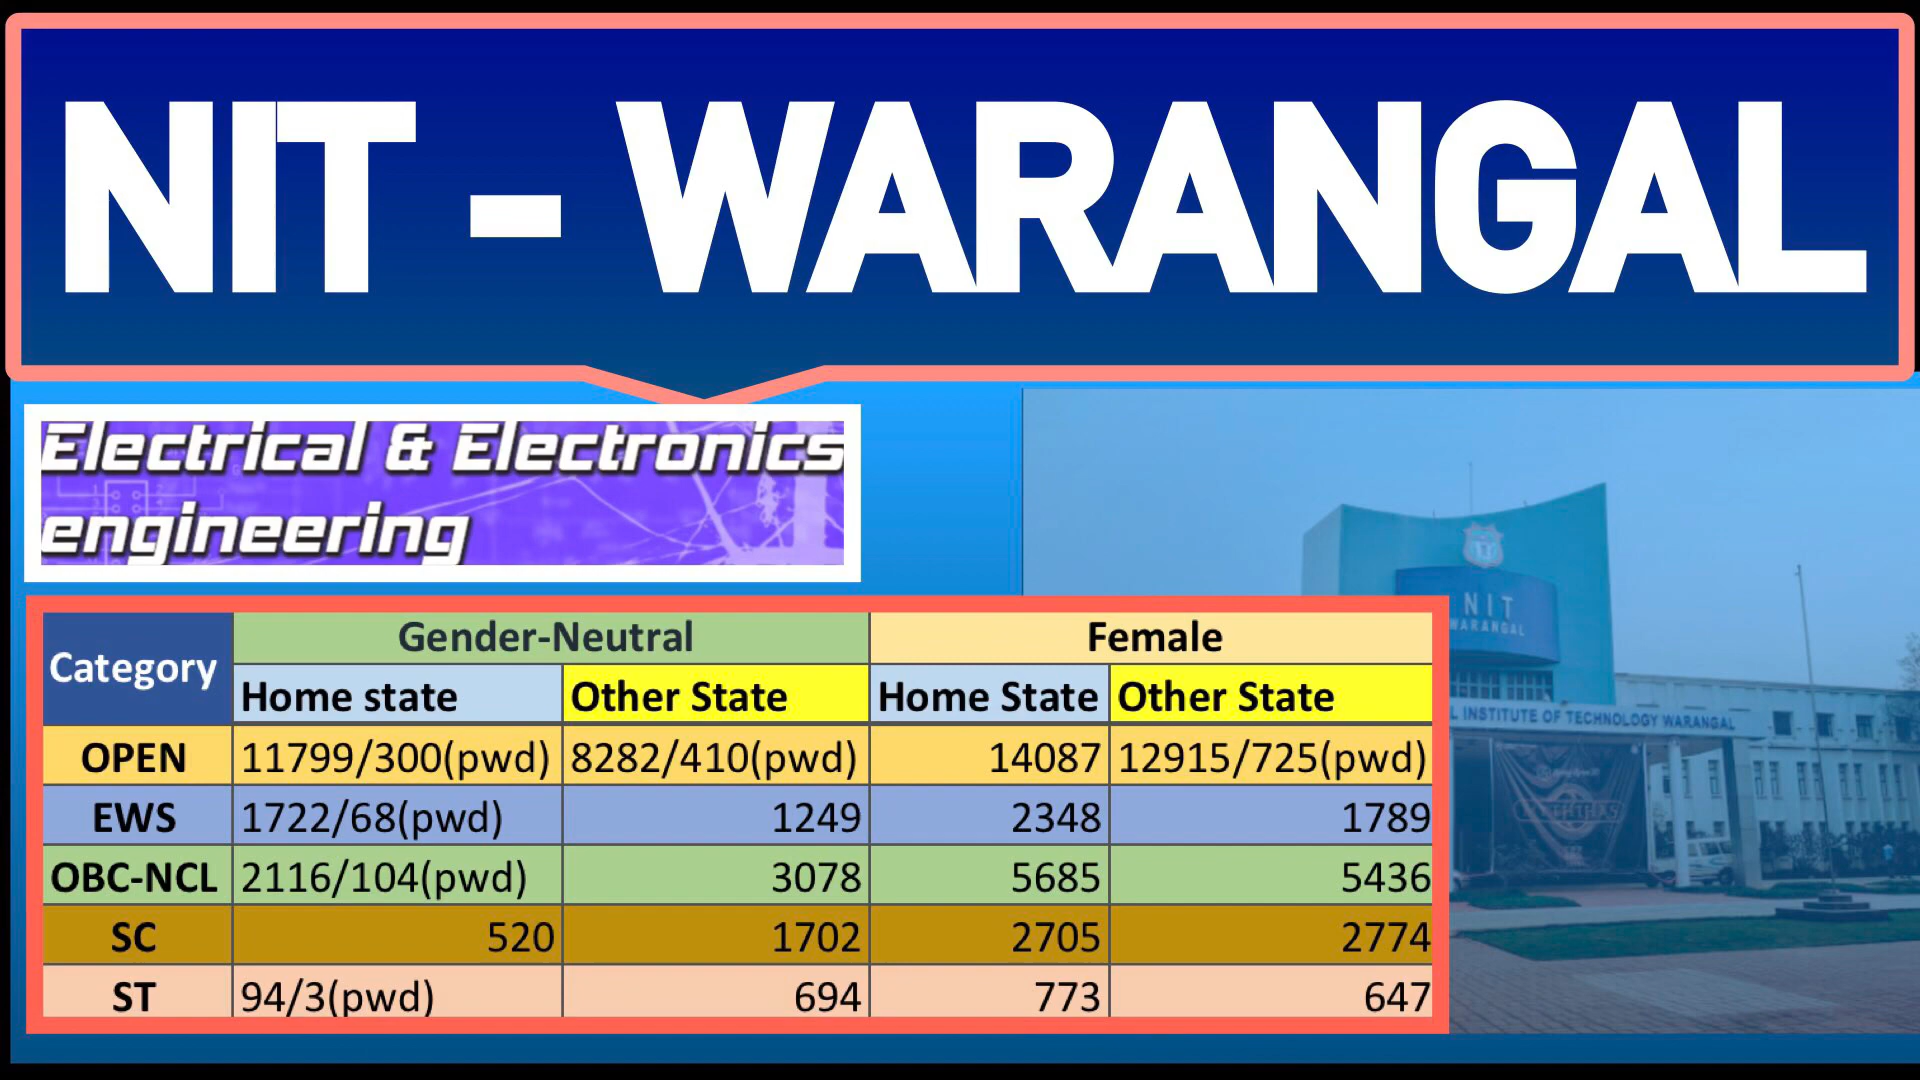 NIT - WARANGAL
Electrical & Electronics
engineering
NIT
WARANGAL
L INSTITUTE OF TECHNOLOGY WARANGAL
Category Gender-Neutral Female
Home state Other State Home State Other State
OPEN 11799/300(pwd) 8282/410(pwd) 14087 12915/725(pwd)
EWS 1722/68(pwd) 1249 2348 1789
OBC-NCL 2116/104(pwd) 3078 5685 5436
SC 520 1702 2705 2774
ST 94/3(pwd) 694 773 647